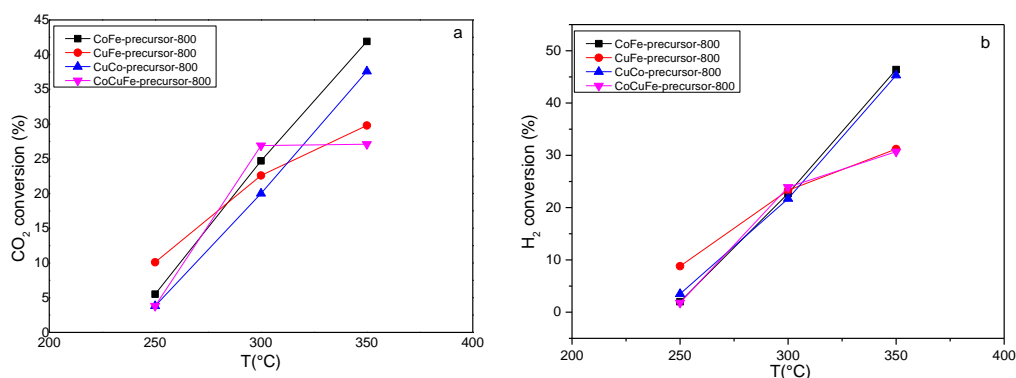 a
CoFe-precursor-800
CuFe-precursor-800
CuCo-precursor-800
CoCuFe-precursor-800
CO2 conversion (%)
45
40
35
30
25
20
15
10
5
0
200
250
300
350
400
T(°C)
b
CoFe-precursor-800
CuFe-precursor-800
CuCo-precursor-800
CoCuFe-precursor-800
H2 conversion (%)
50
40
30
20
10
0
200
250
300
350
400
T(°C)